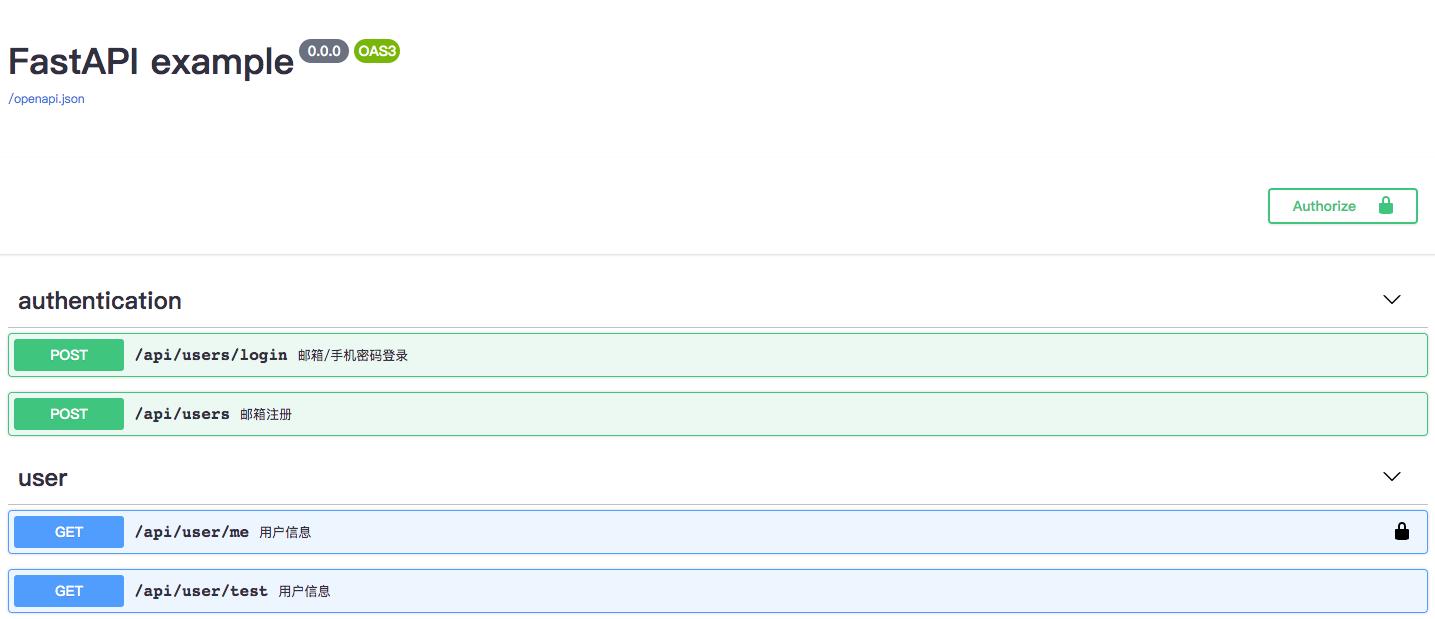 FastAPI example 0.0.0 OAS3
/openapi.json
Authorize
authentication
POST /api/users/login 邮箱/手机密码登录
POST /api/users 邮箱注册
user
GET /api/user/me 用户信息
GET /api/user/test 用户信息